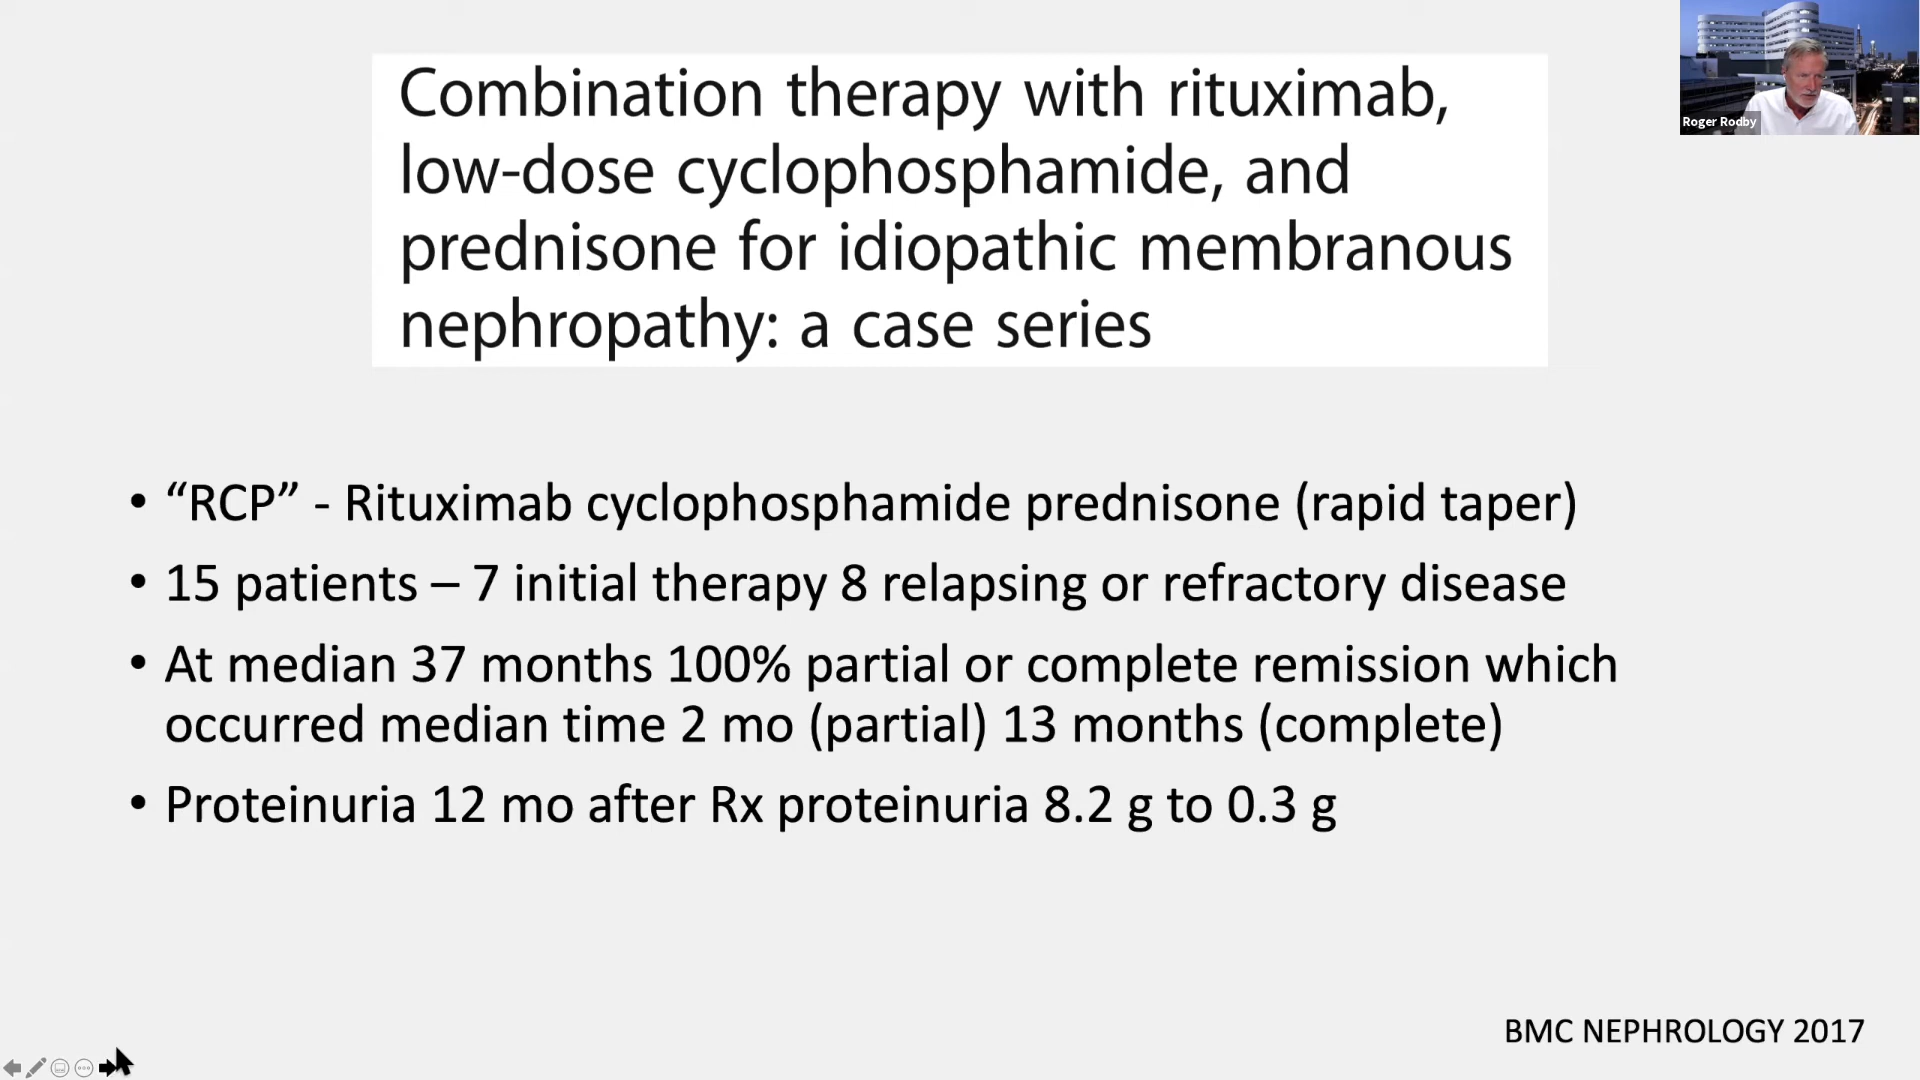 Combination therapy with rituximab,
low-dose cyclophosphamide, and
prednisone for idiopathic membranous
nephropathy: a case series
Roger Rodby
• “RCP” - Rituximab cyclophosphamide prednisone (rapid taper)
• 15 patients – 7 initial therapy 8 relapsing or refractory disease
• At median 37 months 100% partial or complete remission which
occurred median time 2 mo (partial) 13 months (complete)
• Proteinuria 12 mo after Rx proteinuria 8.2 g to 0.3 g
BMC NEPHROLOGY 2017